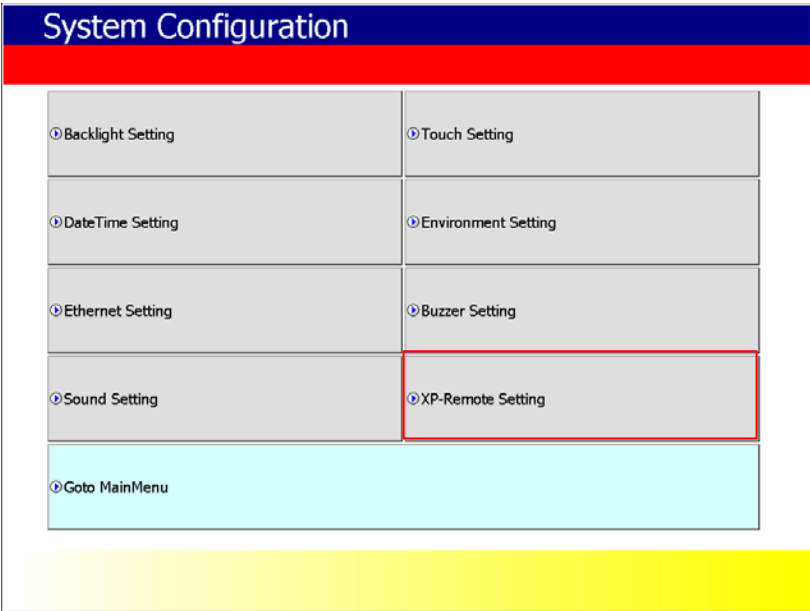 System Configuration
Backlight Setting
Touch Setting
DateTime Setting
Environment Setting
Ethernet Setting
Buzzer Setting
Sound Setting
XP-Remote Setting
Goto MainMenu